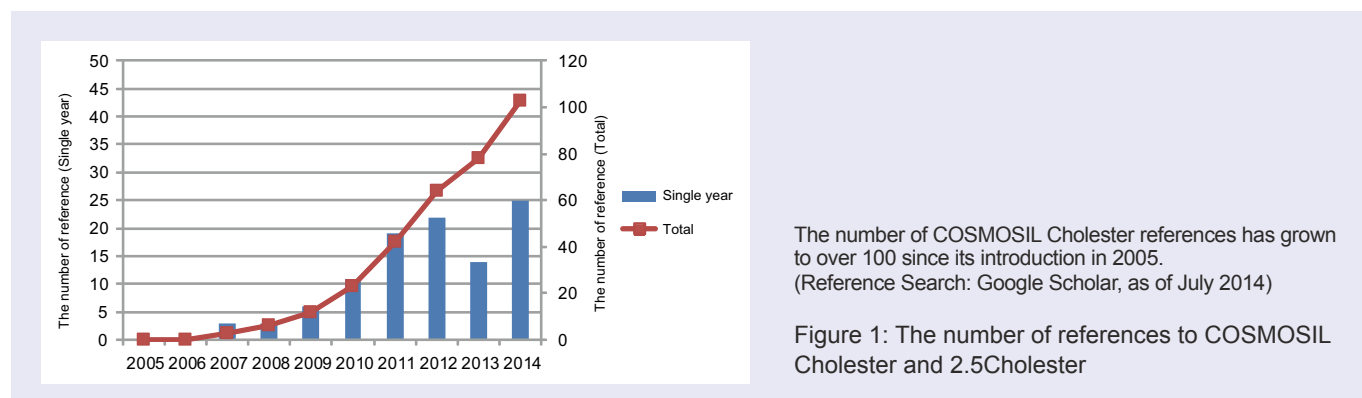 50
45
40
35
30
25
20
15
10
5
0
The number of reference (Single year)
120
100
80
60
40
20
0
The number of reference (Total)
2005 2006 2007 2008 2009 2010 2011 2012 2013 2014
Single year
Total
The number of COSMOSIL Cholester references has grown
to over 100 since its introduction in 2005.
(Reference Search: Google Scholar, as of July 2014)
Figure 1: The number of references to COSMOSIL
Cholester and 2.5Cholester